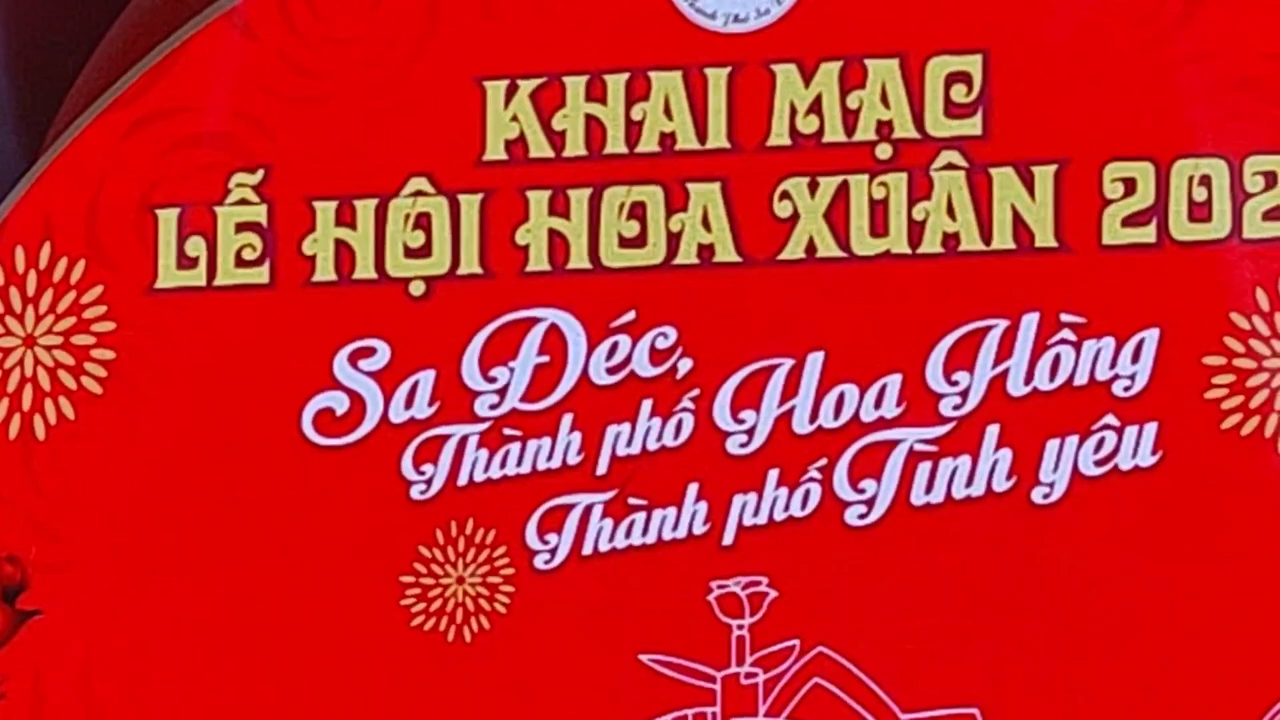 KHAI MẠC
LỄ HỘI HOA XUÂN 202
Sa Đéc,
Thành phố Hoa Hồng
Thành phố Tình yêu